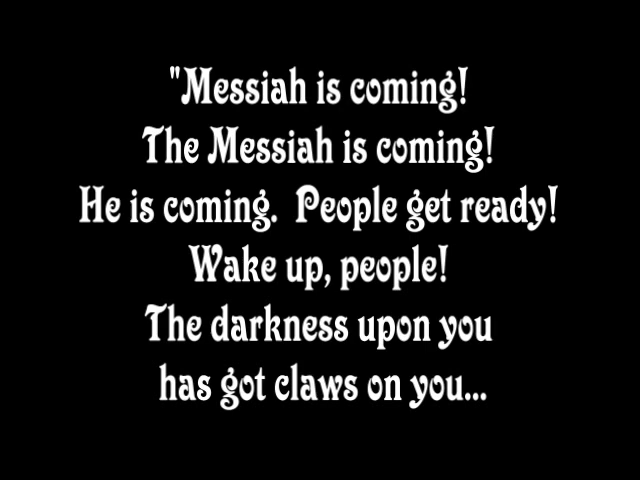 "Messiah is coming!
The Messiah is coming!
He is coming.  People get ready!
Wake up, people!
The darkness upon you
has got claws on you...